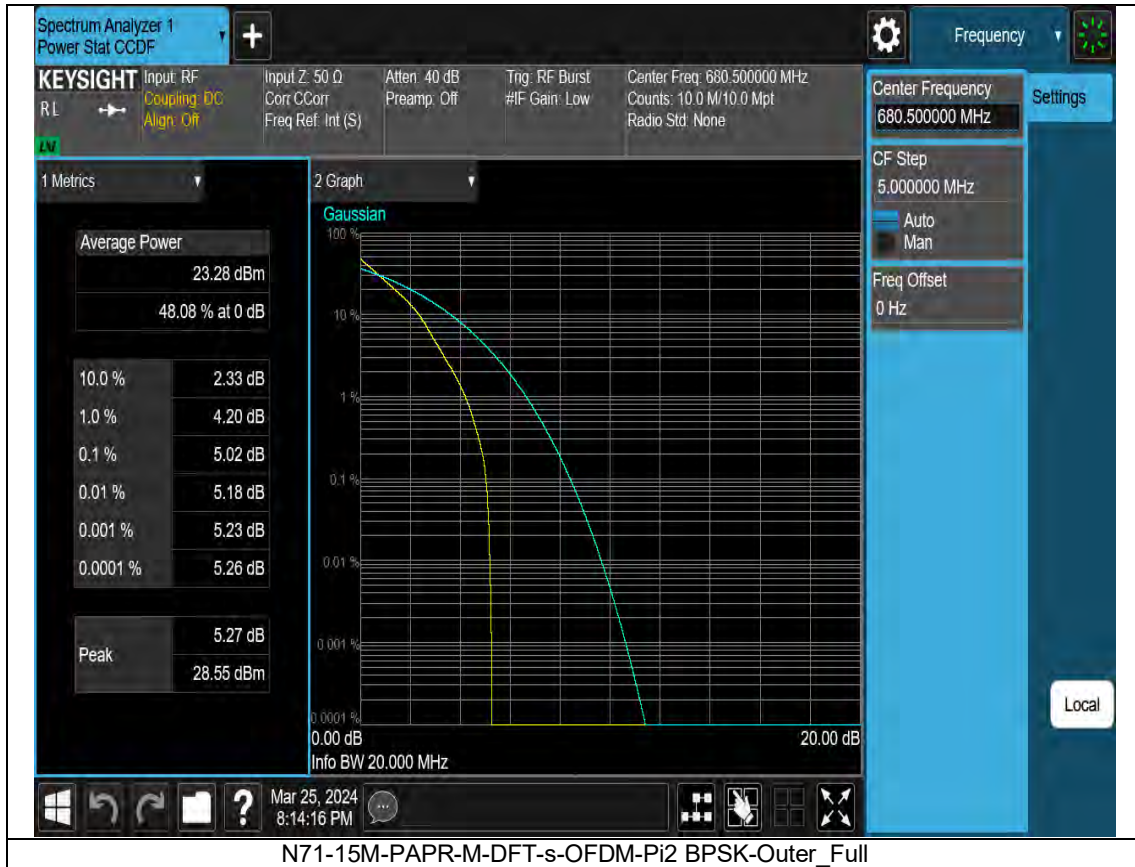 Spectrum Analyzer 1
Power Stat CCDF
Frequency
KEYSIGHT
Input: RF
Coupling: DC
Align: Off
Input Z: 50 Ω
Corr CCorr
Freq Ref: Int (S)
Atten: 40 dB
Preamp: Off
Trig: RF Burst
#IF Gain: Low
Center Freq: 680.500000 MHz
Counts: 10.0 M/10.0 Mpt
Radio Std: None
R L
Center Frequency
680.500000 MHz
Settings
CF Step
5.000000 MHz
Auto
Man
Freq Offset
0 Hz
1 Metrics
Average Power
23.28 dBm
48.08 % at 0 dB
10.0 % 2.33 dB
1.0 % 4.20 dB
0.1 % 5.02 dB
0.01 % 5.18 dB
0.001 % 5.23 dB
0.0001 % 5.26 dB
Peak 5.27 dB
28.55 dBm
2 Graph
Gaussian
100 %
10 %
1 %
0.1 %
0.01 %
0.001 %
0.0001 %
0.00 dB 20.00 dB
Info BW 20.000 MHz
Local
?
Mar 25, 2024
8:14:16 PM
N71-15M-PAPR-M-DFT-s-OFDM-Pi2 BPSK-Outer_Full